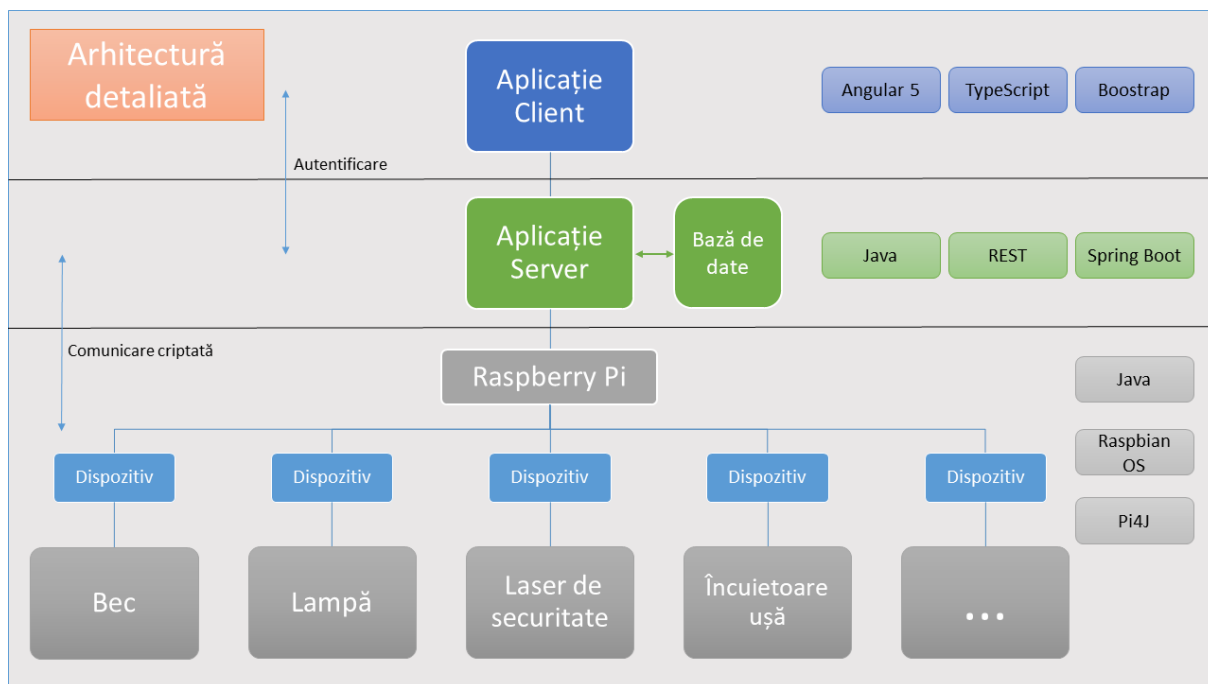 Arhitectură
detaliată
Aplicație
Client
Angular 5
TypeScript
Boostrap
Autentificare
Aplicație
Server
Bază de
date
Java
REST
Spring Boot
Comunicare criptată
Raspberry Pi
Java
Raspbian
OS
Pi4J
Dispozitiv
Dispozitiv
Dispozitiv
Dispozitiv
Dispozitiv
Bec
Lampă
Laser de
securitate
Încuietoare
ușă
...